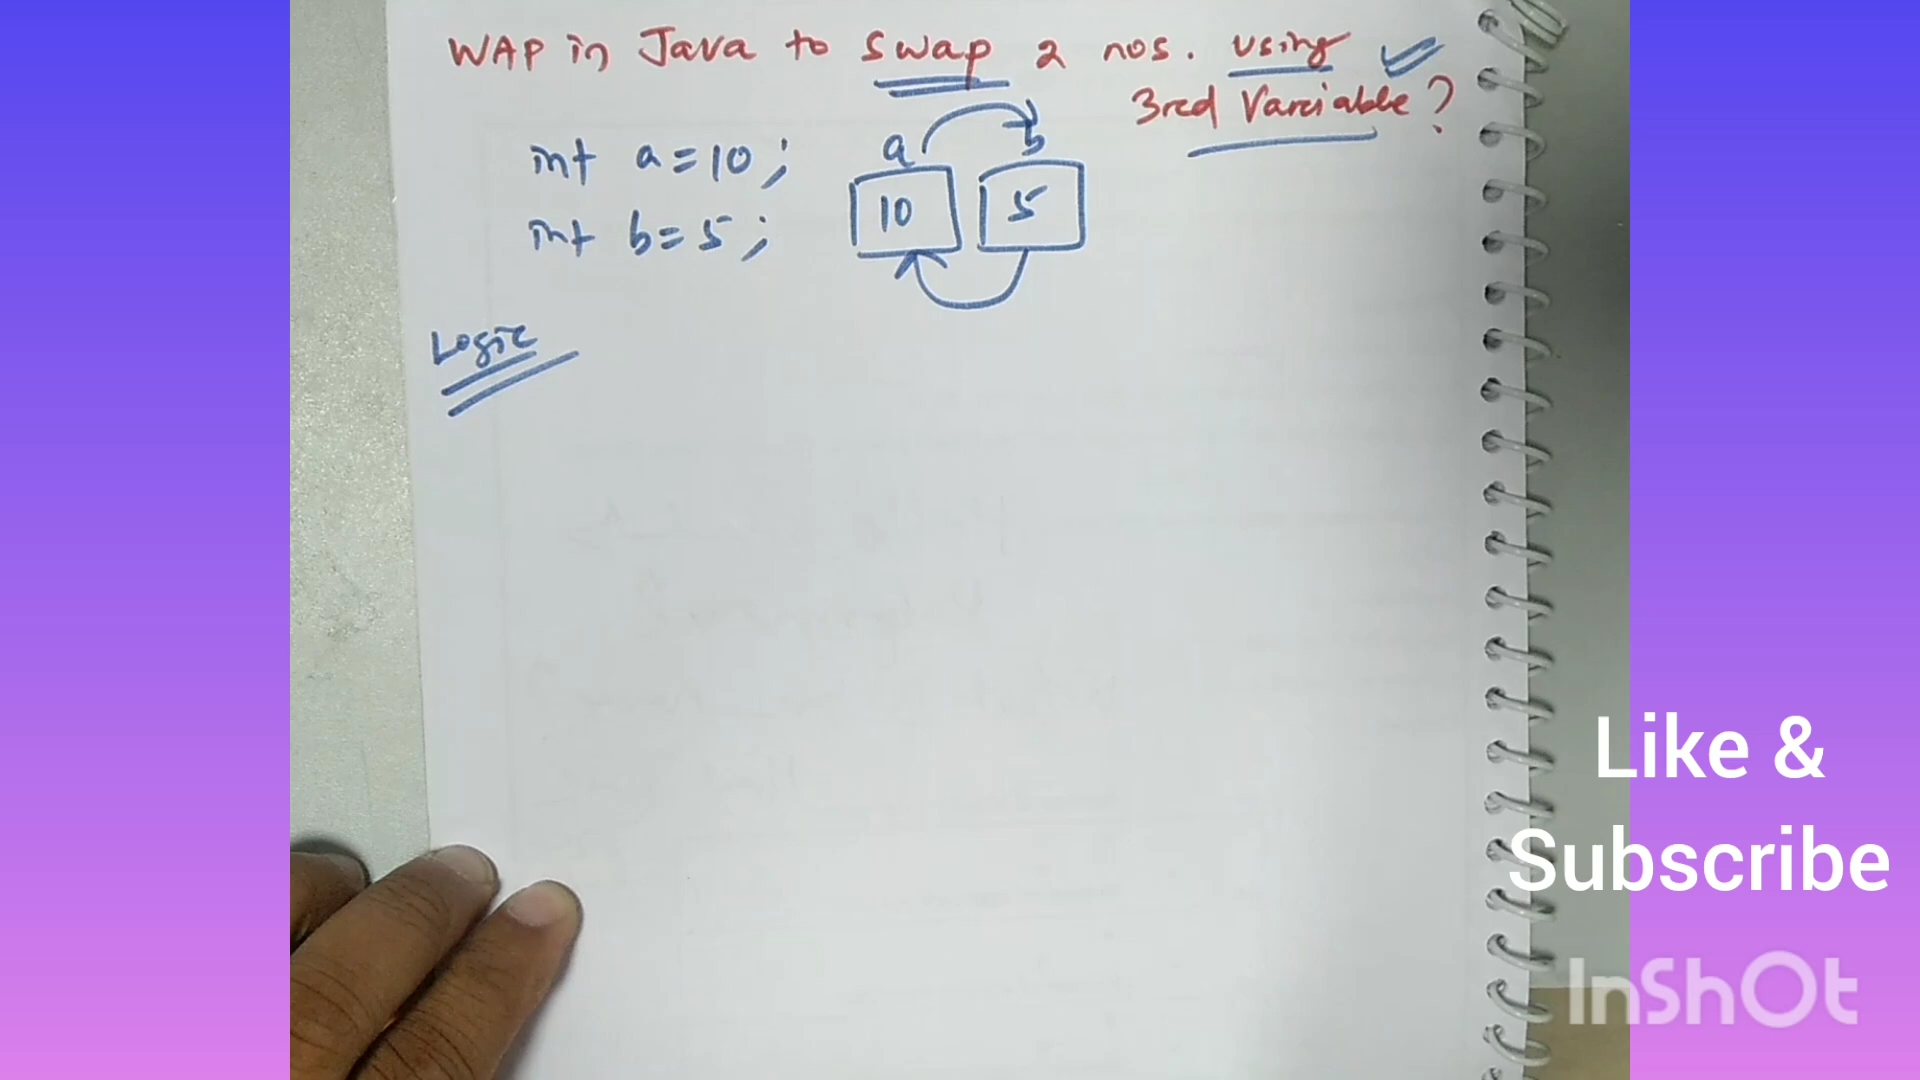 WAP in Java to swap 2 nos. using
3rd Variable?
int a=10;
int b=5;
a b
10 5
Logic
Like &
Subscribe
InShOt